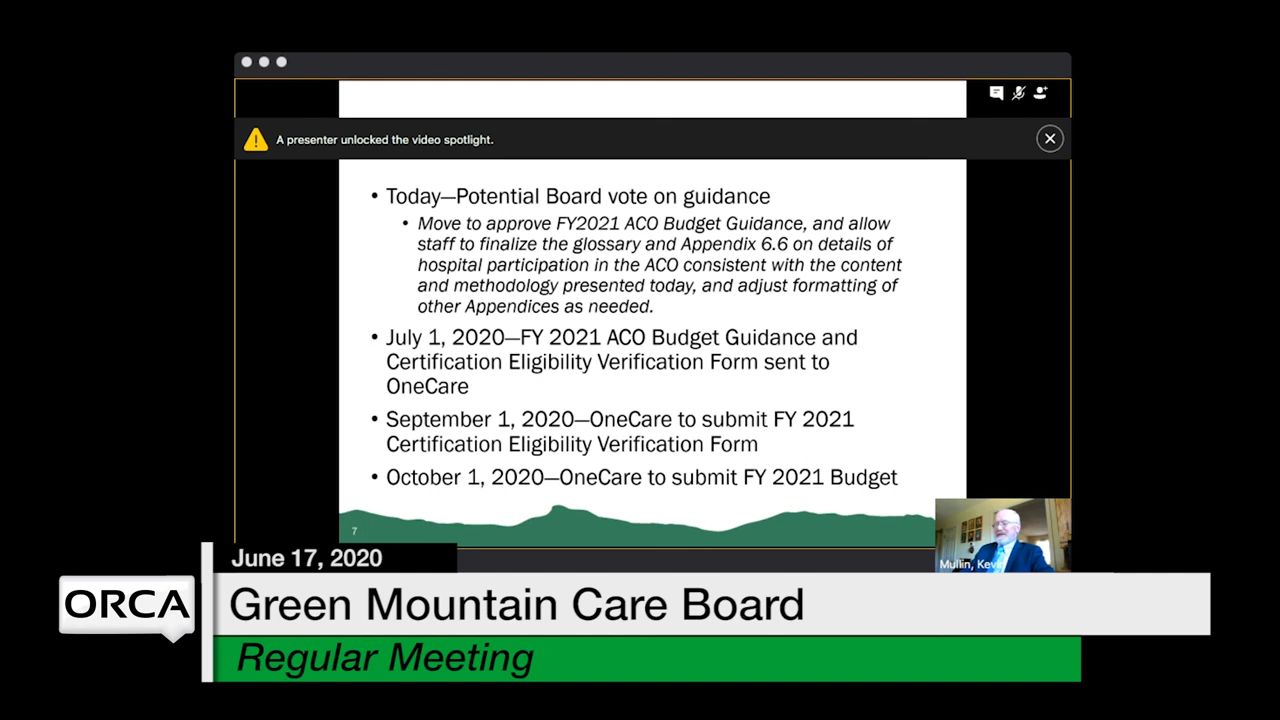 A presenter unlocked the video spotlight.
• Today—Potential Board vote on guidance
• Move to approve FY2021 ACO Budget Guidance, and allow
staff to finalize the glossary and Appendix 6.6 on details of
hospital participation in the ACO consistent with the content
and methodology presented today, and adjust formatting of
other Appendices as needed.
• July 1, 2020—FY 2021 ACO Budget Guidance and
Certification Eligibility Verification Form sent to
OneCare
• September 1, 2020—OneCare to submit FY 2021
Certification Eligibility Verification Form
• October 1, 2020—OneCare to submit FY 2021 Budget
7
Mullin, Kevin
June 17, 2020
ORCA
Green Mountain Care Board
Regular Meeting